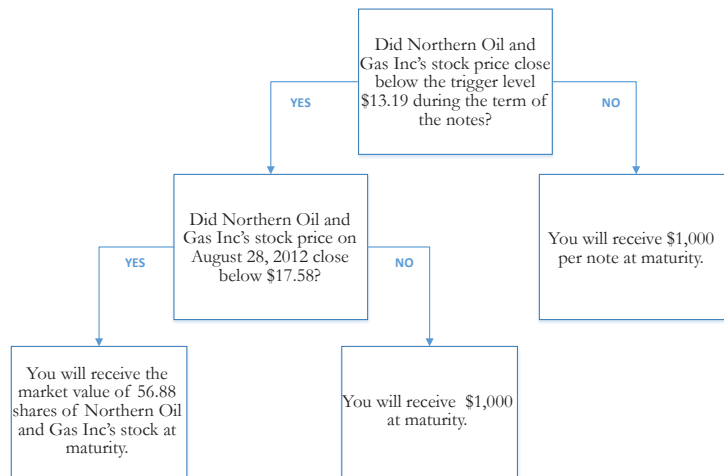 Did Northern Oil and
Gas Inc's stock price close
below the trigger level
$13.19 during the term of
the notes?
YES
NO
Did Northern Oil and
Gas Inc's stock price on
August 28, 2012 close
below $17.58?
You will receive $1,000
per note at maturity.
YES
NO
You will receive the
market value of 56.88
shares of Northern Oil
and Gas Inc's stock at
maturity.
You will receive $1,000
at maturity.